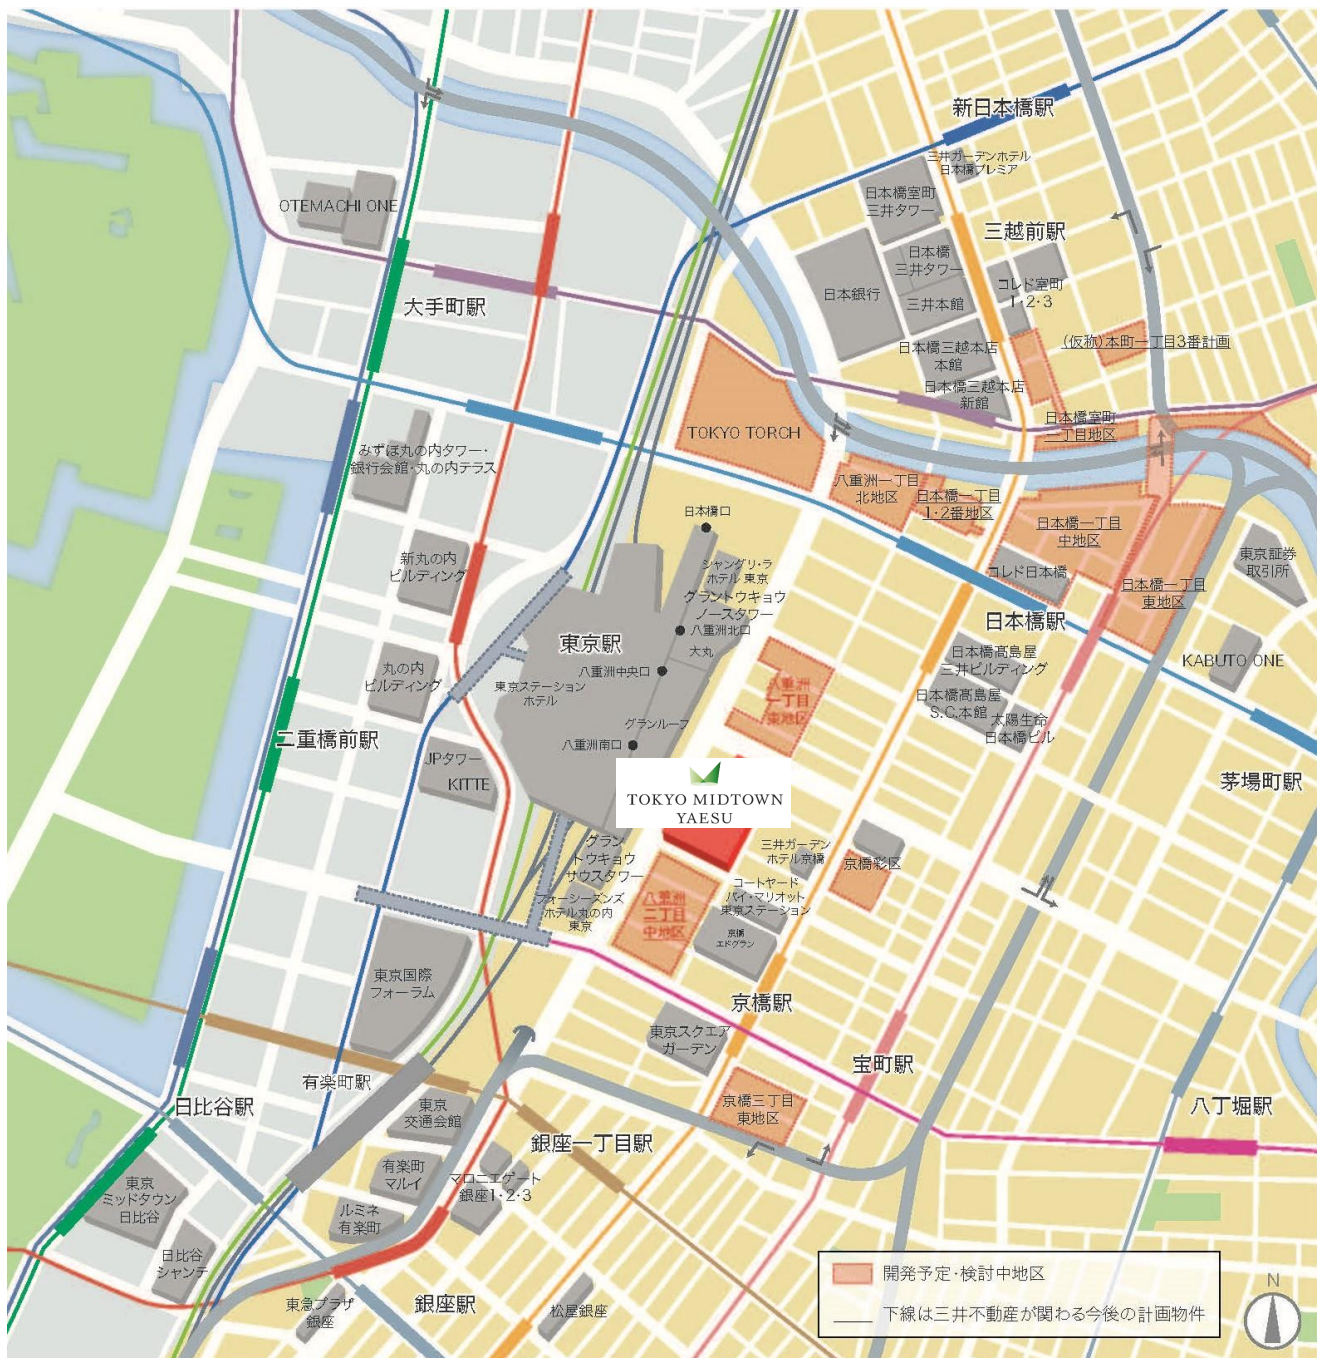 新日本橋駅
三井ガーデンホテル
日本橋プレミア
日本橋室町
三井タワー
OTEMACHI ONE
三越前駅
日本橋
三井タワー
コレド室町
1・2・3
日本銀行
三井本館
大手町駅
(仮称)本町一丁目3番計画
日本橋三越本店
本館
日本橋三越本店
新館
TOKYO TORCH
日本橋室町
一丁目地区
みずほ丸の内タワー・
銀行会館・丸の内テラス
八重洲一丁目
北地区
日本橋一丁目
1・2番地区
日本橋一丁目
中地区
日本橋口
東京証券
取引所
新丸の内
ビルディング
シャングリ・ラ
ホテル 東京
コレド日本橋
日本橋一丁目
東地区
グラントウキョウ
ノースタワー
東京駅
八重洲北口
日本橋駅
大丸
日本橋髙島屋
三井ビルディング
KABUTO ONE
丸の内
ビルディング
八重洲中央口
東京ステーション
ホテル
八重洲
一丁目
東地区
日本橋髙島屋
S.C.本館
太陽生命
日本橋ビル
グランルーフ
二重橋前駅
八重洲南口
JPタワー
KITTE
茅場町駅
TOKYO MIDTOWN
YAESU
グラン
トウキョウ
サウスタワー
三井ガーデン
ホテル京橋
京橋彩区
フォーシーズンズ
ホテル丸の内
東京
八重洲
二丁目
中地区
コートヤード
バイ・マリオット
東京ステーション
京橋
エドグラン
東京国際
フォーラム
京橋駅
東京スクエア
ガーデン
宝町駅
有楽町駅
日比谷駅
東京
交通会館
京橋三丁目
東地区
八丁堀駅
銀座一丁目駅
有楽町
マルイ
マロニエゲート
銀座1・2・3
東京
ミッドタウン
日比谷
ルミネ
有楽町
日比谷
シャンテ
開発予定・検討中地区
N
東急プラザ
銀座
銀座駅
松屋銀座
下線は三井不動産が関わる今後の計画物件